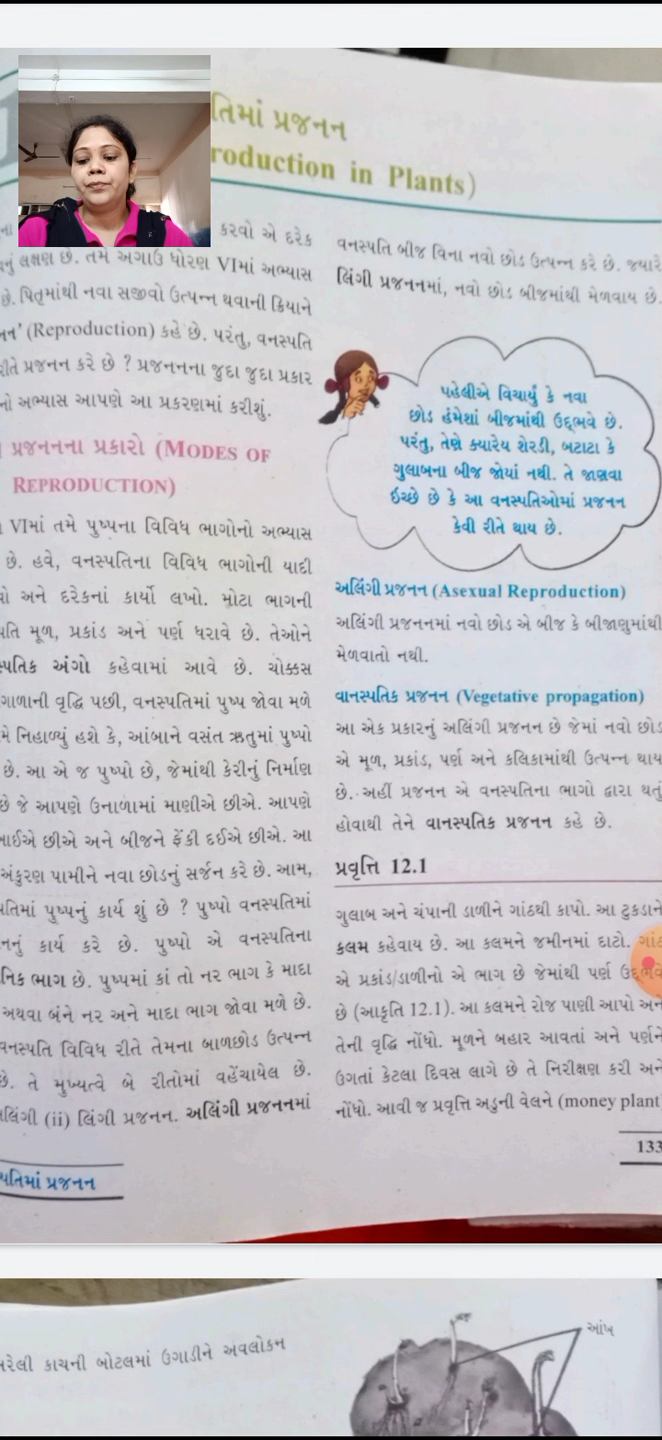 તિમાં પ્રજનન
roduction in Plants)
કરવો એ દરેક
નું લક્ષણ છે. તમે અગાઉ ધોરણ VIમાં અભ્યાસ
છે. પિતૃમાંથી નવા સજીવો ઉત્પન્ન થવાની ક્રિયાને
નન' (Reproduction) કહે છે. પરંતુ, વનસ્પતિ
રીતે પ્રજનન કરે છે ? પ્રજનનના જુદા જુદા પ્રકાર
નો અભ્યાસ આપણે આ પ્રકરણમાં કરીશું.
પ્રજનનના પ્રકારો (MODES OF
REPRODUCTION)
VIમાં તમે પુષ્પના વિવિધ ભાગોનો અભ્યાસ
છે. હવે, વનસ્પતિના વિવિધ ભાગોની યાદી
વો અને દરેકનાં કાર્યો લખો. મોટા ભાગની
પતિ મૂળ, પ્રકાંડ અને પર્ણ ધરાવે છે. તેઓને
સ્પતિક અંગો કહેવામાં આવે છે. ચોક્કસ
ગાળાની વૃદ્ધિ પછી, વનસ્પતિમાં પુષ્પ જોવા મળે
મે નિહાળ્યું હશે કે, આંબાને વસંત ઋતુમાં પુષ્પો
છે. આ એ જ પુષ્પો છે, જેમાંથી કેરીનું નિર્માણ
છે જે આપણે ઉનાળામાં માણીએ છીએ. આપણે
ખાઈએ છીએ અને બીજને ફેંકી દઈએ છીએ. આ
અંકુરણ પામીને નવા છોડનું સર્જન કરે છે. આમ,
પતિમાં પુષ્પનું કાર્ય શું છે ? પુષ્પો વનસ્પતિમાં
નનું કાર્ય કરે છે. પુષ્પો એ વનસ્પતિના
નિક ભાગ છે. પુષ્પમાં કાં તો નર ભાગ કે માદા
અથવા બંને નર અને માદા ભાગ જોવા મળે છે.
વનસ્પતિ વિવિધ રીતે તેમના બાળછોડ ઉત્પન્ન
છે. તે મુખ્યત્વે બે રીતોમાં વહેંચાયેલ છે.
અલિંગી (ii) લિંગી પ્રજનન. અલિંગી પ્રજનનમાં
વનસ્પતિ બીજ વિના નવો છોડ ઉત્પન્ન કરે છે. જયારે
લિંગી પ્રજનનમાં, નવો છોડ બીજમાંથી મેળવાય છે.
પહેલીએ વિચાર્યું કે નવા
છોડ હંમેશાં બીજમાંથી ઉદ્ભવે છે.
પરંતુ, તેણે ક્યારેય શેરડી, બટાટા કે
ગુલાબના બીજ જોયાં નથી. તે જાણવા
ઈચ્છે છે કે આ વનસ્પતિઓમાં પ્રજનન
કેવી રીતે થાય છે.
અલિંગી પ્રજનન (Asexual Reproduction)
અલિંગી પ્રજનનમાં નવો છોડ એ બીજ કે બીજાણુમાંથી
મેળવાતો નથી.
વાનસ્પતિક પ્રજનન (Vegetative propagation)
આ એક પ્રકારનું અલિંગી પ્રજનન છે જેમાં નવો છોડ
એ મૂળ, પ્રકાંડ, પર્ણ અને કલિકામાંથી ઉત્પન્ન થાય
છે. અહીં પ્રજનન એ વનસ્પતિના ભાગો દ્વારા થતું
હોવાથી તેને વાનસ્પતિક પ્રજનન કહે છે.
પ્રવૃત્તિ 12.1
ગુલાબ અને ચંપાની ડાળીને ગાંઠથી કાપો. આ ટુકડાને
કલમ કહેવાય છે. આ કલમને જમીનમાં દાટો. ગાંઠ
એ પ્રકાંડ/ડાળીનો એ ભાગ છે જેમાંથી પર્ણ ઉદ્ભવે
છે (આકૃતિ 12.1). આ કલમને રોજ પાણી આપો અને
તેની વૃદ્ધિ નોંધો. મૂળને બહાર આવતાં અને પર્ણને
ઉગતાં કેટલા દિવસ લાગે છે તે નિરીક્ષણ કરી અને
નોંધો. આવી જ પ્રવૃત્તિ અડુની વેલને (money plant
133
પતિમાં પ્રજનન
ભરેલી કાચની બોટલમાં ઉગાડીને અવલોકન
આંખ